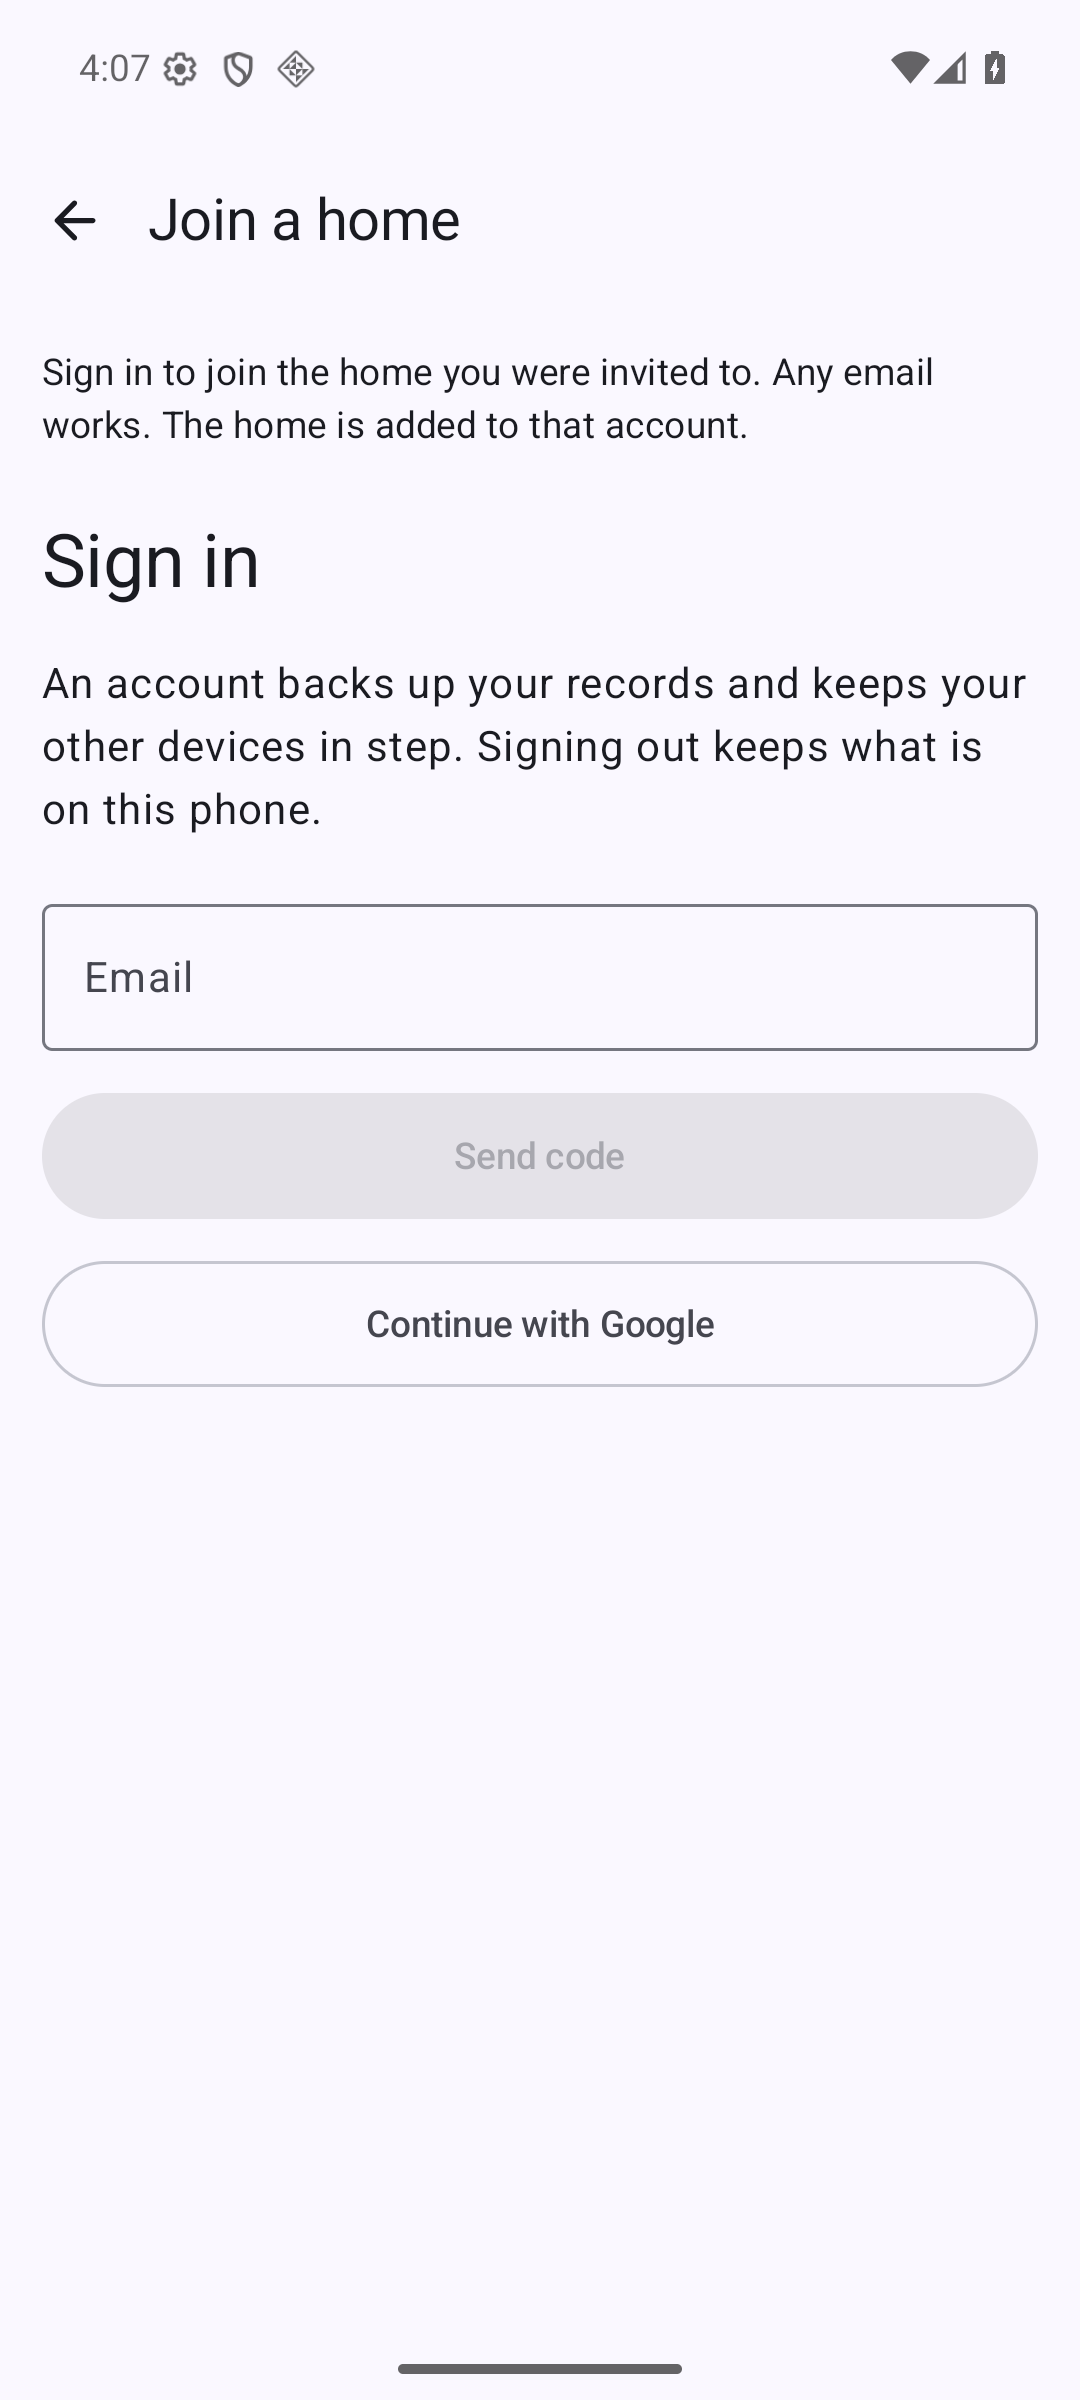 4:07
Join a home
Sign in to join the home you were invited to. Any email
works. The home is added to that account.
Sign in
An account backs up your records and keeps your
other devices in step. Signing out keeps what is
on this phone.
Email
Send code
Continue with Google